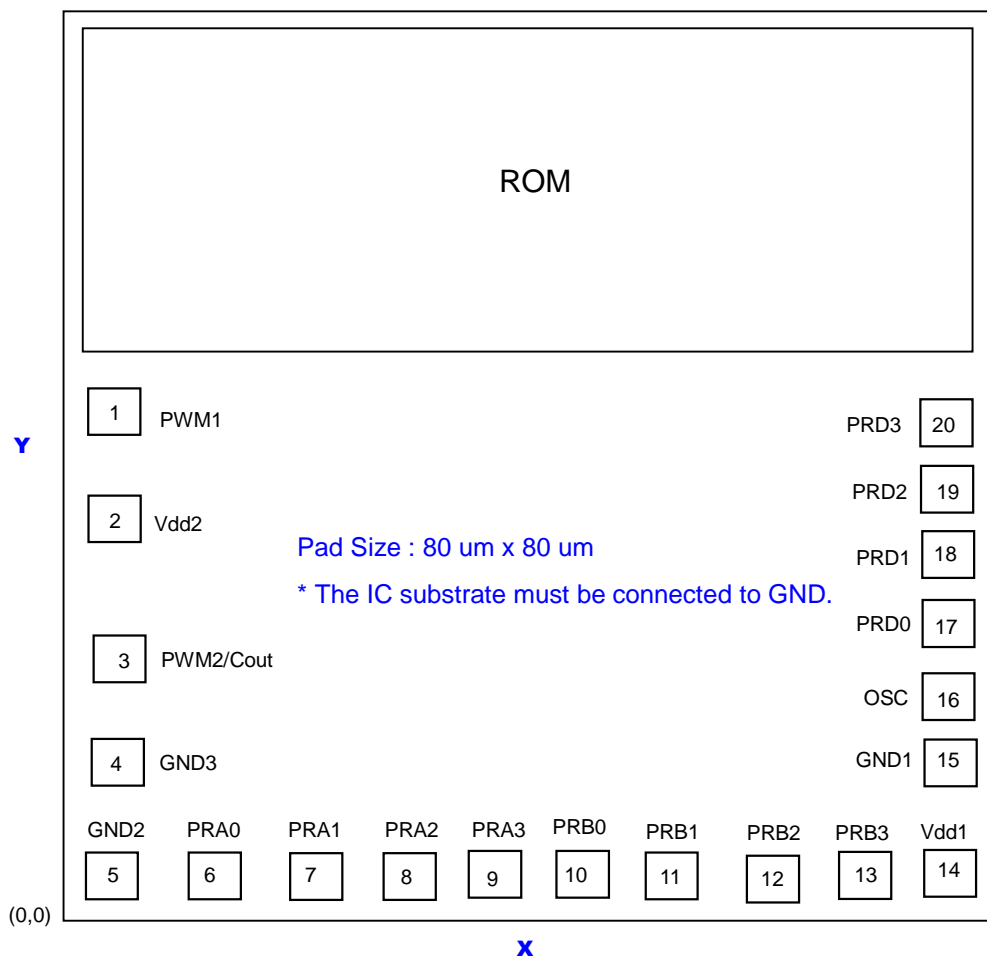 ROM
1 PWM1
PRD3 20
Y
PRD2 19
2 Vdd2
Pad Size : 80 um x 80 um
PRD1 18
* The IC substrate must be connected to GND.
PRD0 17
3 PWM2/Cout
OSC 16
4 GND3
GND1 15
GND2 PRA0 PRA1 PRA2 PRA3 PRB0 PRB1 PRB2 PRB3 Vdd1
5 6 7 8 9 10 11 12 13 14
(0,0)
X